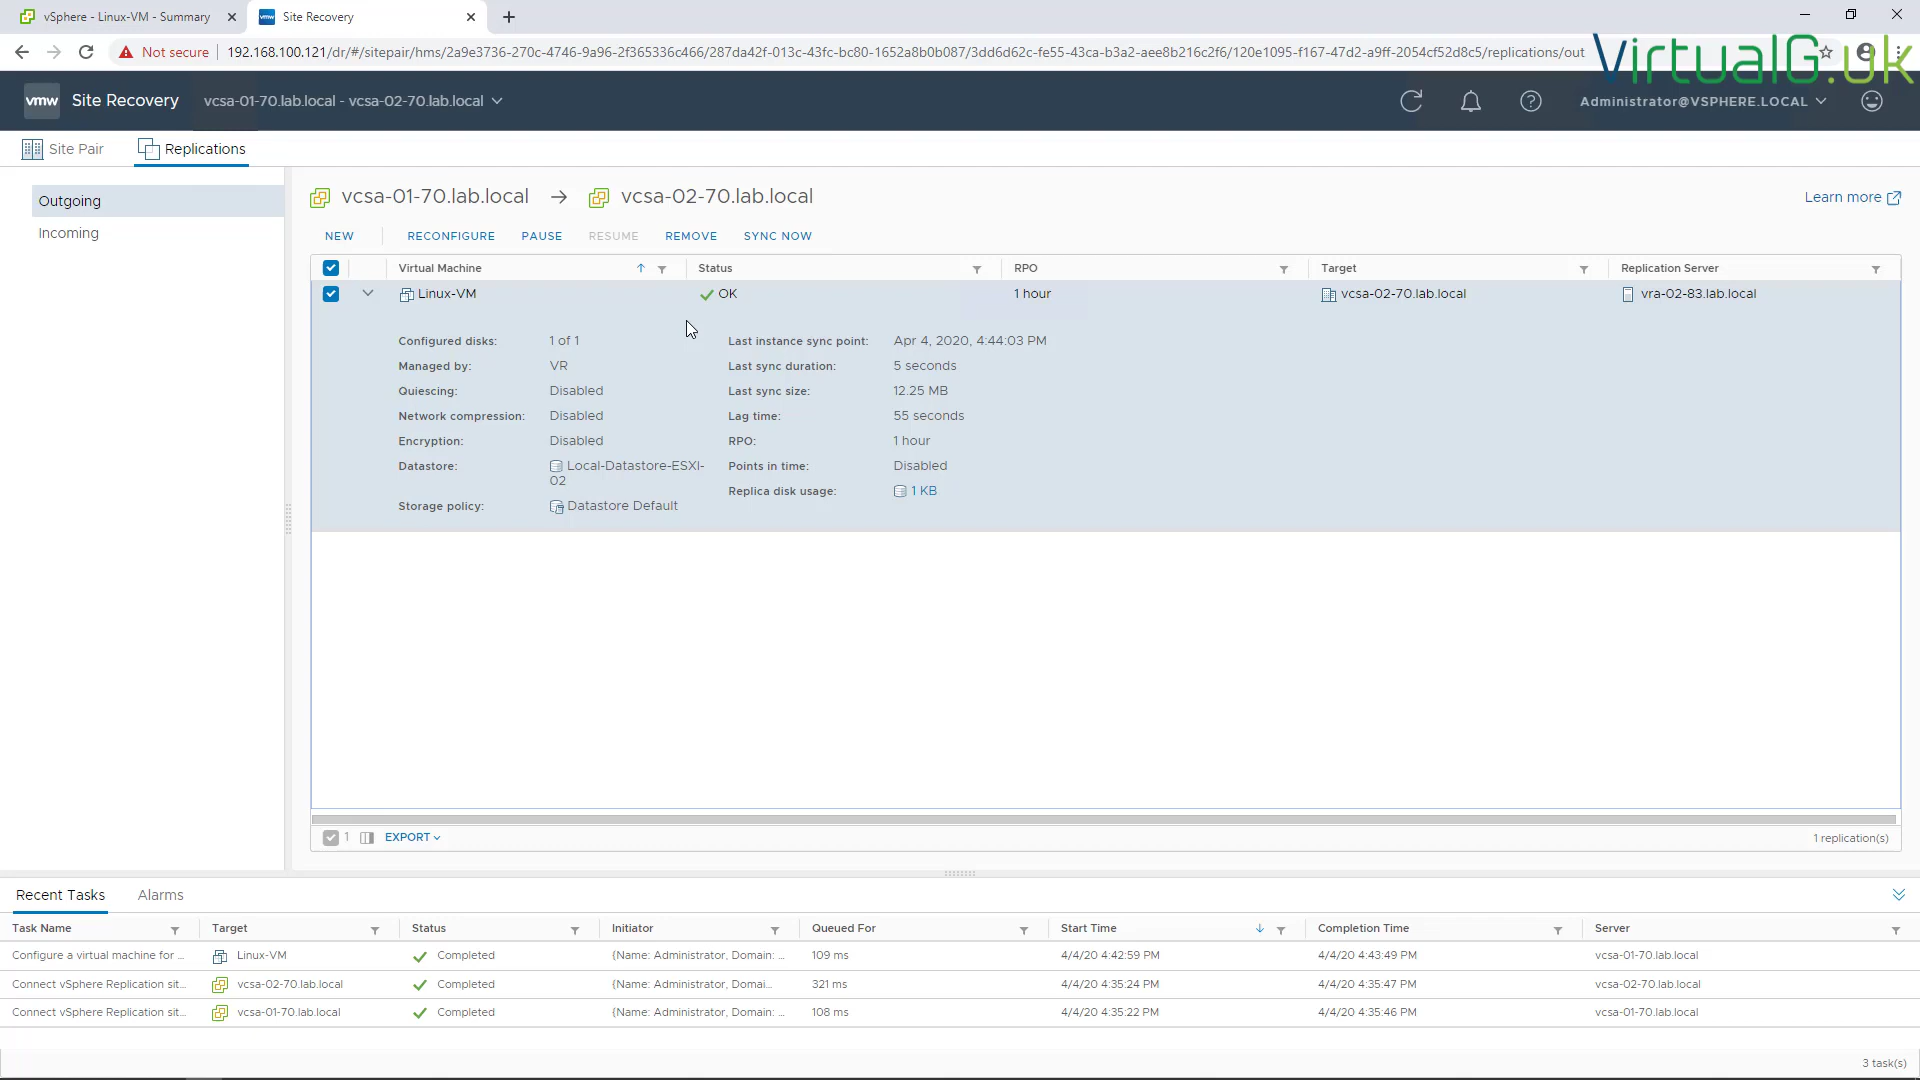 vSphere - Linux-VM - Summary
Site Recovery
Not secure
192.168.100.121/dr/#/sitepair/hms/2a9e3736-270c-4746-9a96-2f365336c466/287da42f-013c-43fc-bc80-1652a8b0b087/3dd6d62c-fe55-43ca-b3a2-aee8b216c2f6/120e1095-f167-47d2-a9ff-2054cf52d8c5/replications/out
VirtualG.uk
vmw Site Recovery vcsa-01-70.lab.local - vcsa-02-70.lab.local
Administrator@VSPHERE.LOCAL
Site Pair Replications
Outgoing
Incoming
vcsa-01-70.lab.local → vcsa-02-70.lab.local
Learn more
NEW RECONFIGURE PAUSE RESUME REMOVE SYNC NOW
Virtual Machine Status RPO Target Replication Server
Linux-VM OK 1 hour vcsa-02-70.lab.local vra-02-83.lab.local
Configured disks: 1 of 1 Last instance sync point: Apr 4, 2020, 4:44:03 PM
Managed by: VR Last sync duration: 5 seconds
Quiescing: Disabled Last sync size: 12.25 MB
Network compression: Disabled Lag time: 55 seconds
Encryption: Disabled RPO: 1 hour
Datastore: Local-Datastore-ESXI-02 Points in time: Disabled
Replica disk usage: 1 KB
Storage policy: Datastore Default
1 EXPORT 1 replication(s)
Recent Tasks Alarms
Task Name Target Status Initiator Queued For Start Time Completion Time Server
Configure a virtual machine for ... Linux-VM Completed {Name: Administrator, Domain: ... 109 ms 4/4/20 4:42:59 PM 4/4/20 4:43:49 PM vcsa-01-70.lab.local
Connect vSphere Replication sit... vcsa-02-70.lab.local Completed {Name: Administrator, Domai... 321 ms 4/4/20 4:35:24 PM 4/4/20 4:35:47 PM vcsa-02-70.lab.local
Connect vSphere Replication sit... vcsa-01-70.lab.local Completed {Name: Administrator, Domain: ... 108 ms 4/4/20 4:35:22 PM 4/4/20 4:35:46 PM vcsa-01-70.lab.local
3 task(s)